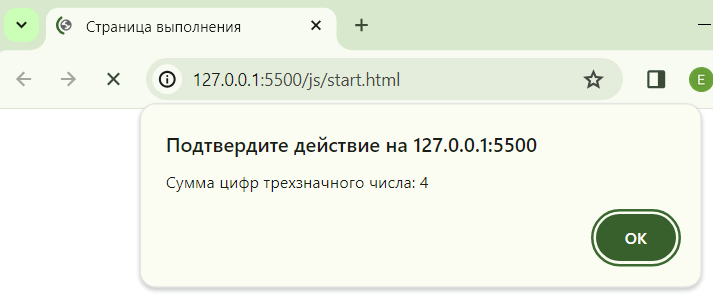 Страница выполнения
127.0.0.1:5500/js/start.html
E
Подтвердите действие на 127.0.0.1:5500
Сумма цифр трехзначного числа: 4
ОК